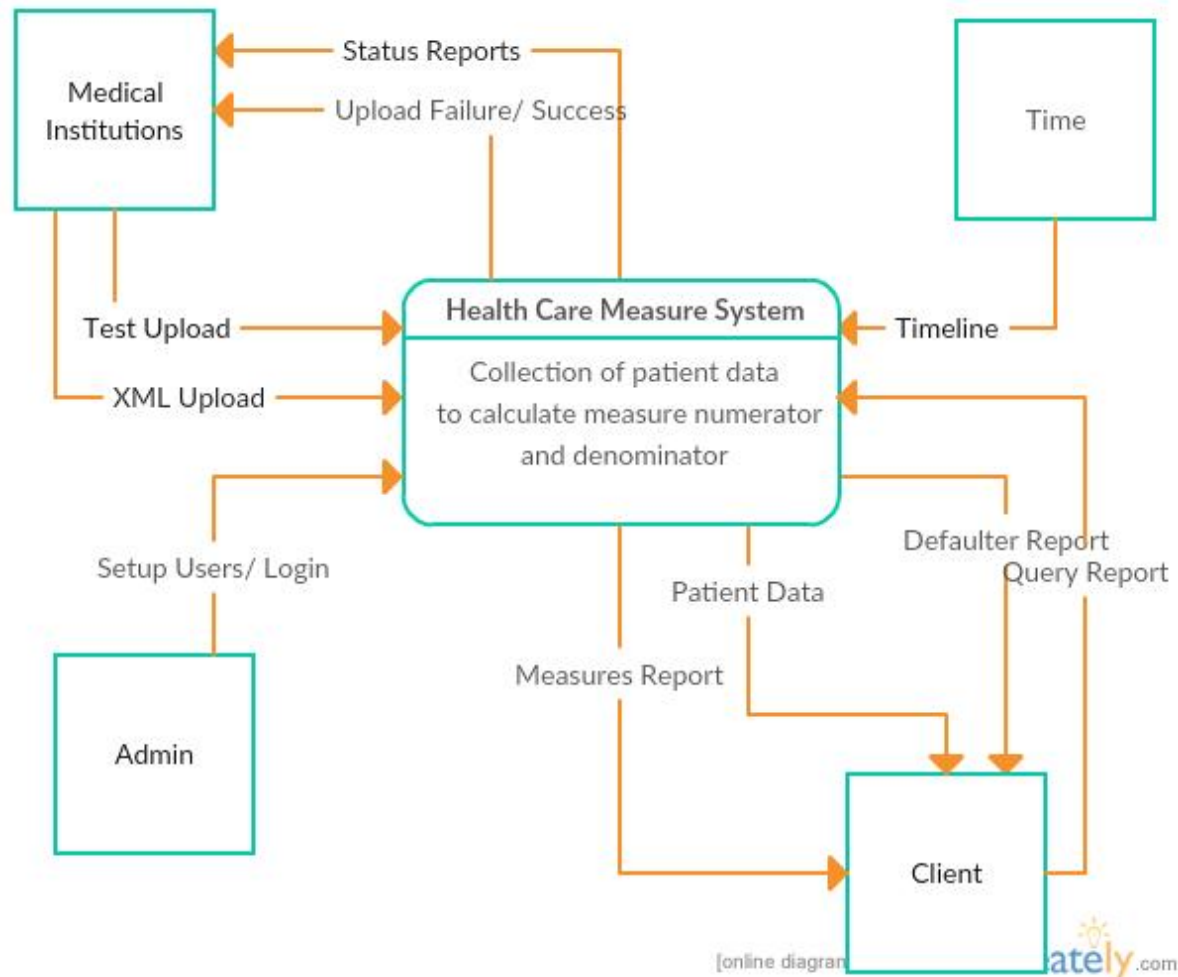 Status Reports
Medical
Institutions
Upload Failure/ Success
Time
Health Care Measure System
Test Upload
Timeline
Collection of patient data
to calculate measure numerator
and denominator
XML Upload
Setup Users/ Login
Defaulter Report
Query Report
Patient Data
Measures Report
Admin
Client
[online
ately.com